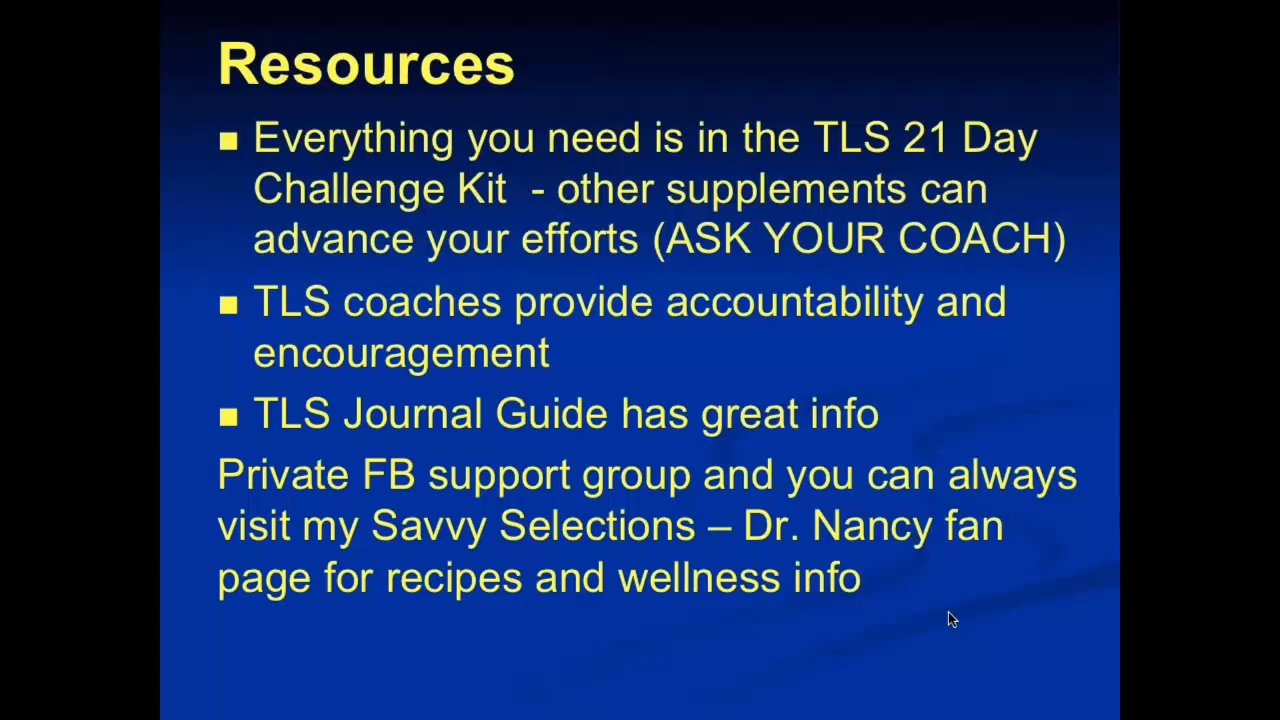 Resources
■ Everything you need is in the TLS 21 Day
Challenge Kit  - other supplements can
advance your efforts (ASK YOUR COACH)
■ TLS coaches provide accountability and
encouragement
■ TLS Journal Guide has great info
Private FB support group and you can always
visit my Savvy Selections – Dr. Nancy fan
page for recipes and wellness info